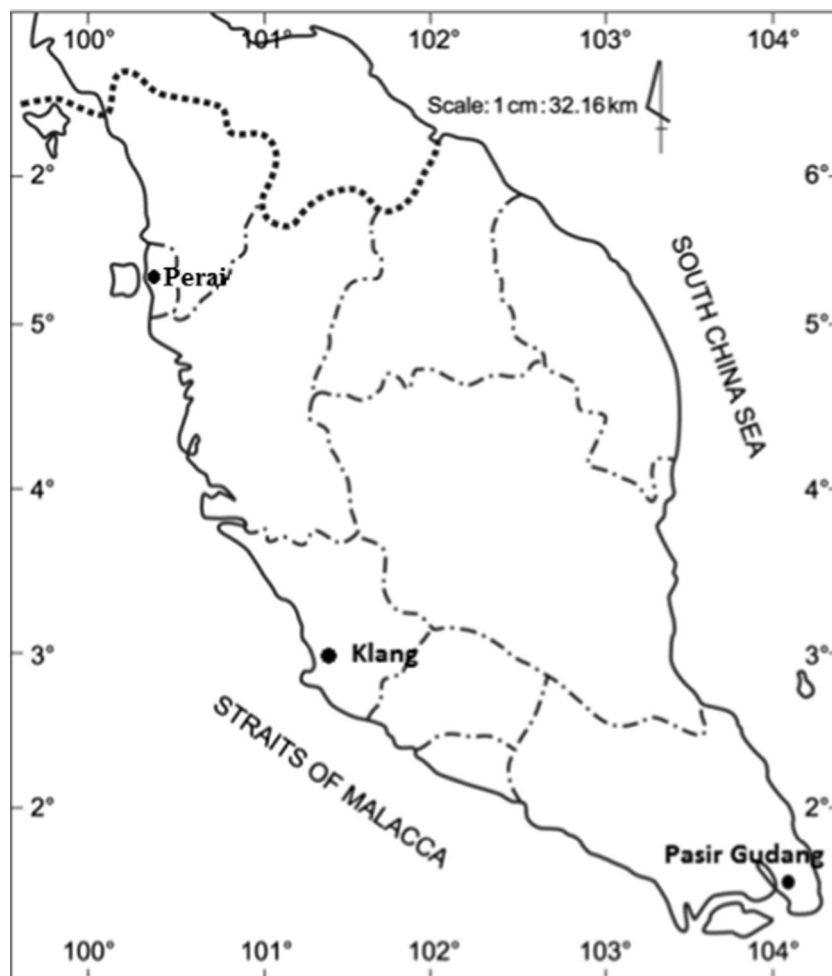 100° 101° 102° 103° 104°
Scale: 1 cm : 32.16 km
2° 6°
SOUTH CHINA SEA
Perai
5° 5°
4° 4°
3° 3°
Klang
STRAITS OF MALACCA
2° 2°
Pasir Gudang
100° 101° 102° 103° 104°